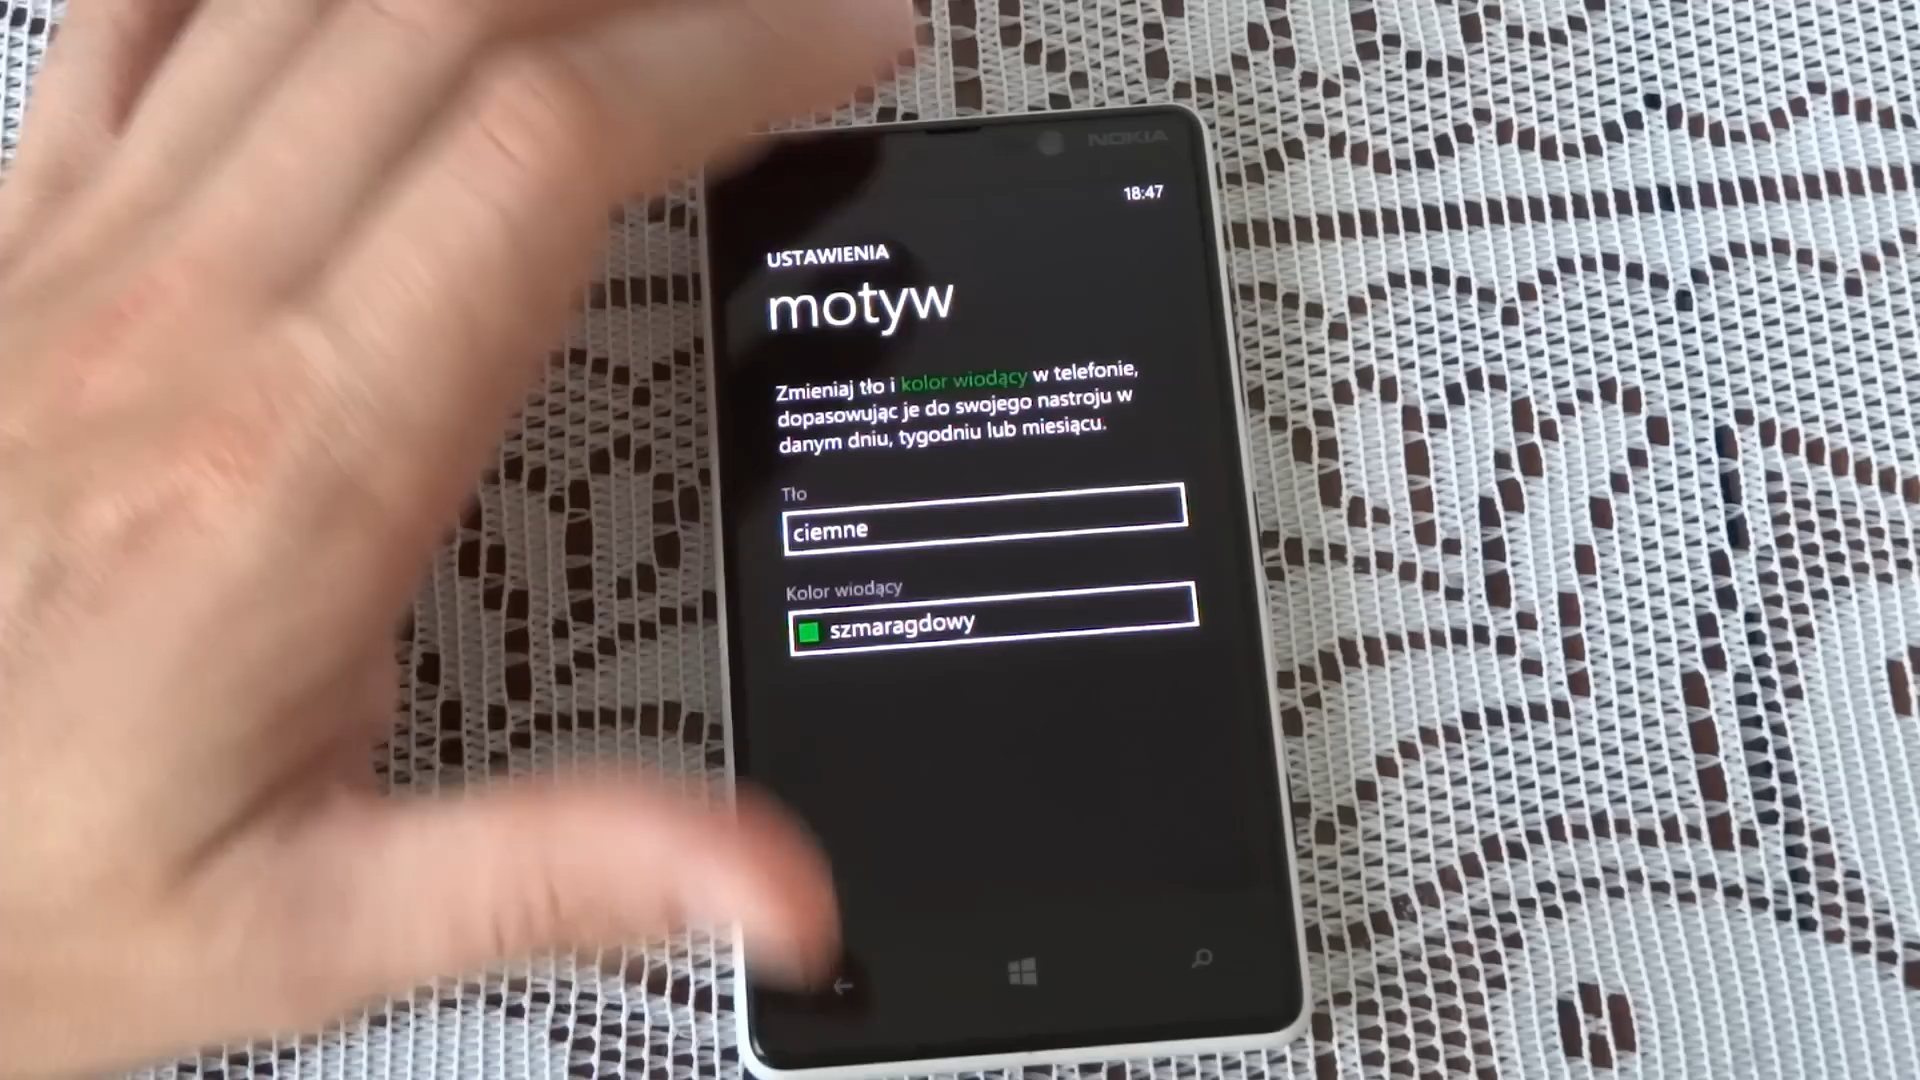 NOKIA
18:47
USTAWIENIA
motyw
Zmieniaj tło i kolor wiodący w telefonie,
dopasowując je do swojego nastroju w
danym dniu, tygodniu lub miesiącu.
Tło
ciemne
Kolor wiodący
szmaragdowy